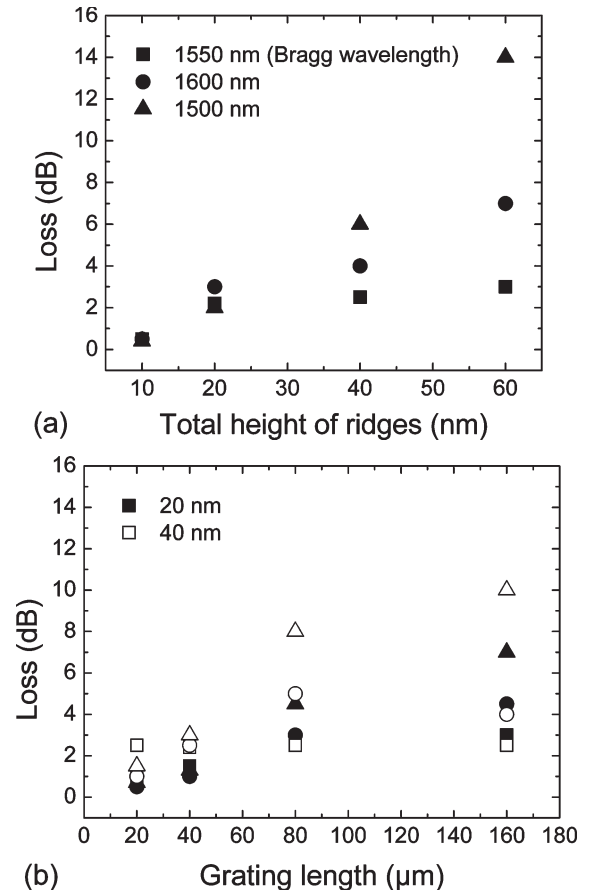 16
14
12
10
8
6
4
2
0
Loss (dB)
1550 nm (Bragg wavelength)
1600 nm
1500 nm
10 20 30 40 50 60
(a) Total height of ridges (nm)
16
14
12
10
8
6
4
2
0
Loss (dB)
20 nm
40 nm
0 20 40 60 80 100 120 140 160 180
(b) Grating length (μm)